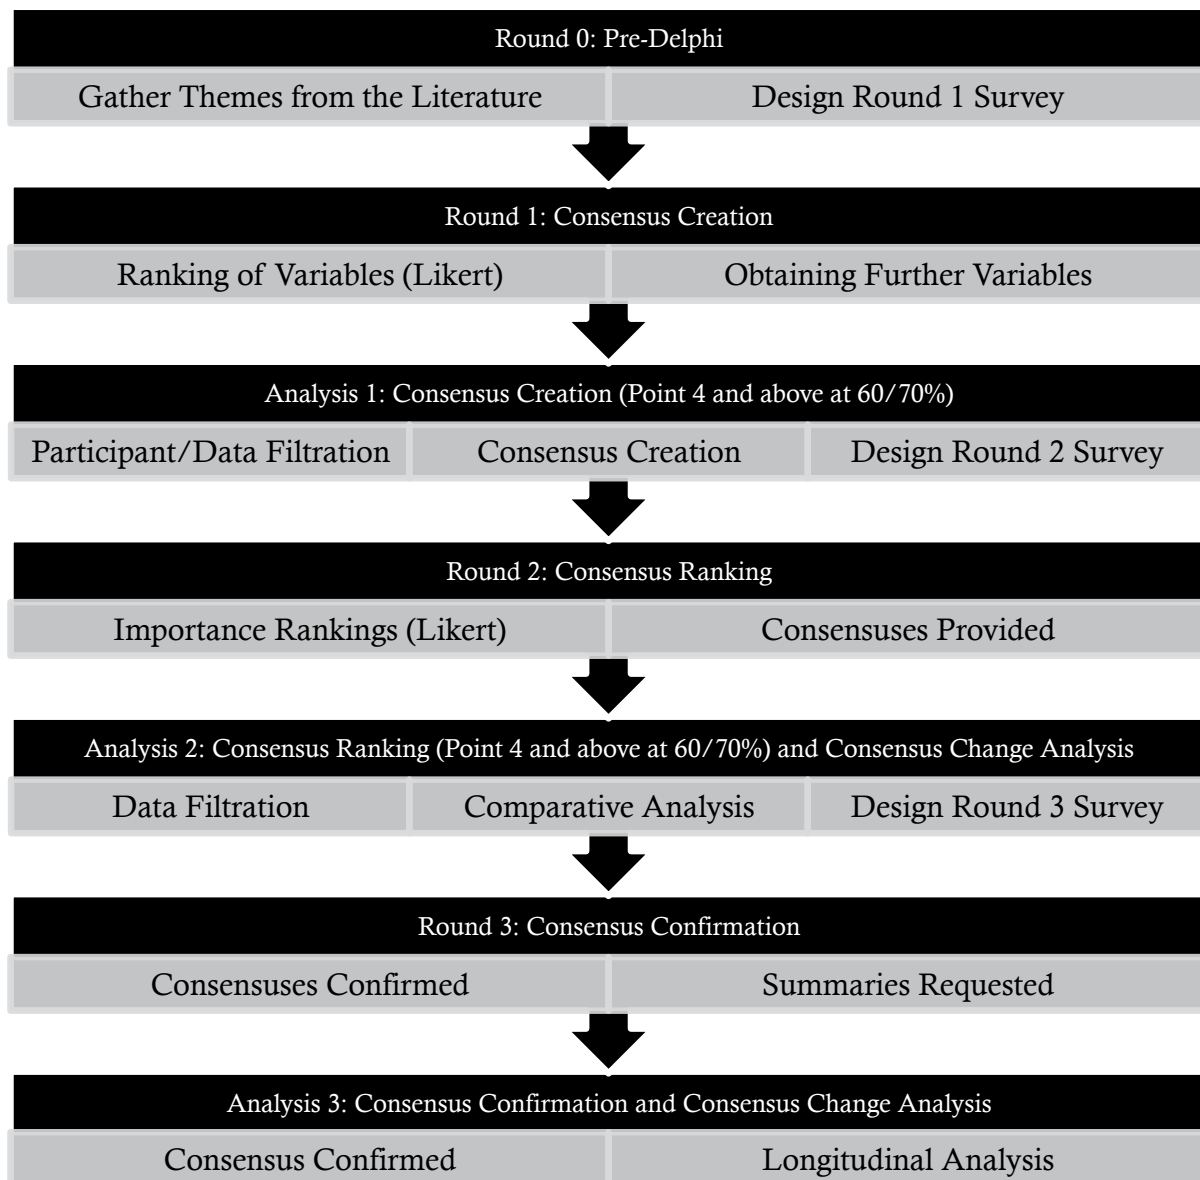 Round 0: Pre-Delphi
Gather Themes from the Literature
Design Round 1 Survey
Round 1: Consensus Creation
Ranking of Variables (Likert)
Obtaining Further Variables
Analysis 1: Consensus Creation (Point 4 and above at 60/70%)
Participant/Data Filtration
Consensus Creation
Design Round 2 Survey
Round 2: Consensus Ranking
Importance Rankings (Likert)
Consensuses Provided
Analysis 2: Consensus Ranking (Point 4 and above at 60/70%) and Consensus Change Analysis
Data Filtration
Comparative Analysis
Design Round 3 Survey
Round 3: Consensus Confirmation
Consensuses Confirmed
Summaries Requested
Analysis 3: Consensus Confirmation and Consensus Change Analysis
Consensus Confirmed
Longitudinal Analysis